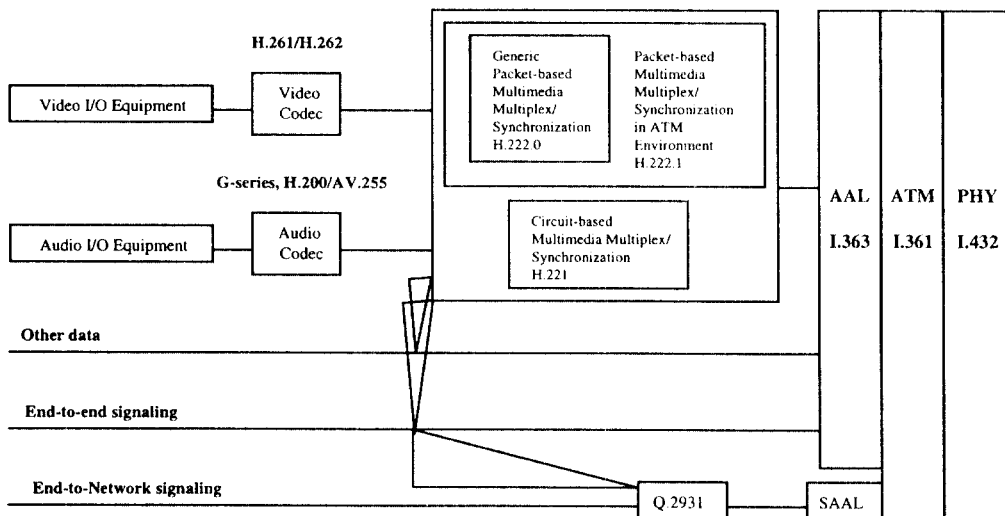 H.261/H.262
Video I/O Equipment
Video
Codec
G-series, H.200/AV.255
Audio I/O Equipment
Audio
Codec
Generic
Packet-based
Multimedia
Multiplex/
Synchronization
H.222.0
Packet-based
Multimedia
Multiplex/
Synchronization
in ATM
Environment
H.222.1
Circuit-based
Multimedia Multiplex/
Synchronization
H.221
AAL
I.363
ATM
I.361
PHY
I.432
Other data
End-to-end signaling
End-to-Network signaling
Q.2931
SAAL